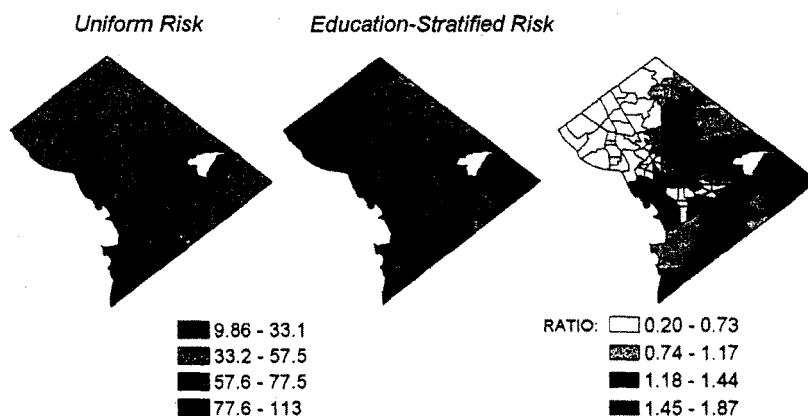 Uniform Risk
Education-Stratified Risk
9.86 - 33.1
33.2 - 57.5
57.6 - 77.5
77.6 - 113
RATIO:
0.20 - 0.73
0.74 - 1.17
1.18 - 1.44
1.45 - 1.87